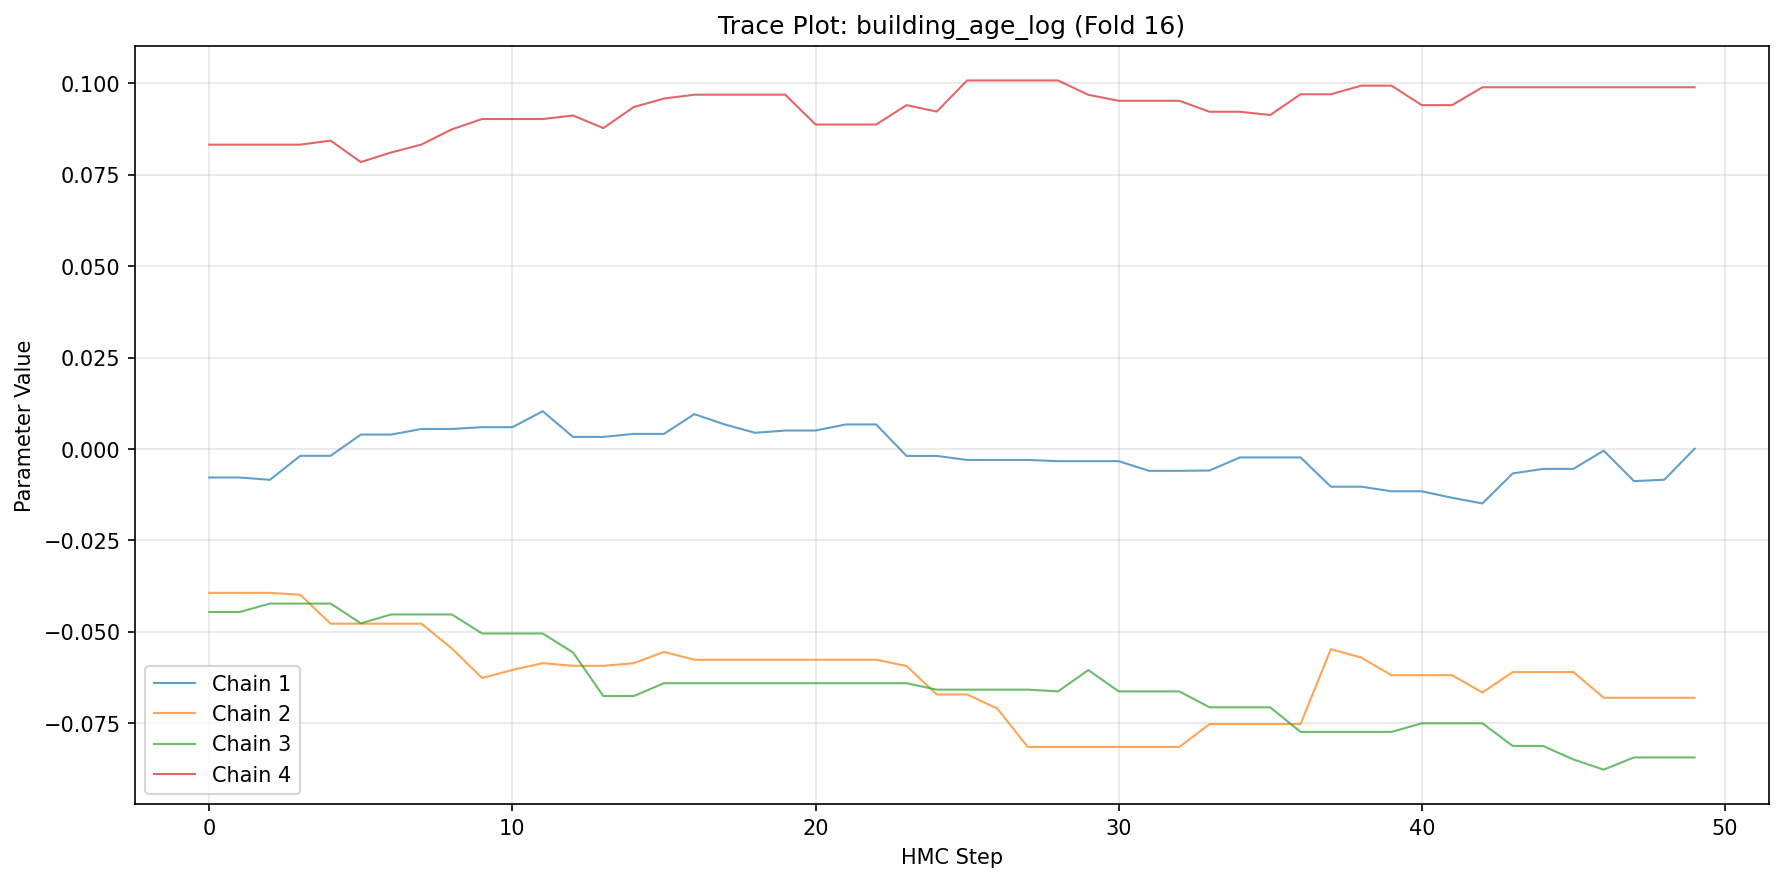 Trace Plot: building_age_log (Fold 16)
Parameter Value
0.100
0.075
0.050
0.025
0.000
−0.025
−0.050
−0.075
Chain 1
Chain 2
Chain 3
Chain 4
0 10 20 30 40 50
HMC Step